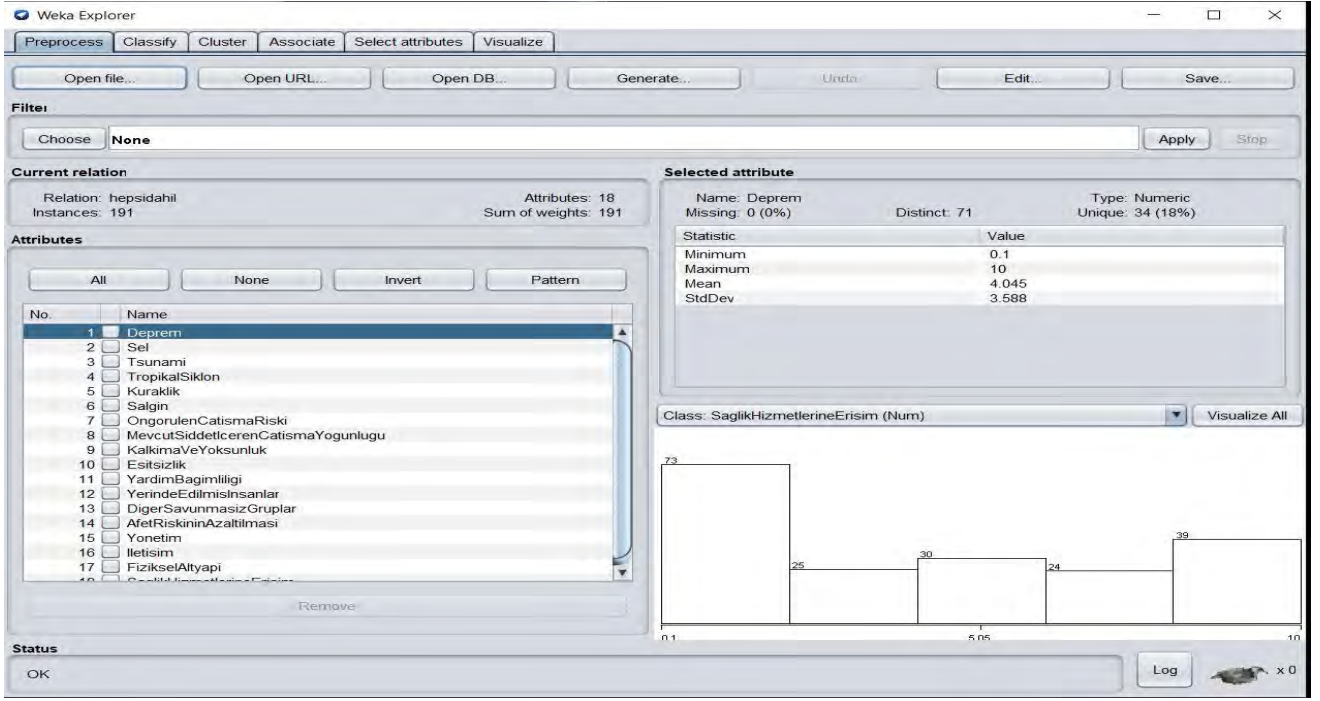 Weka Explorer
Preprocess Classify Cluster Associate Select attributes Visualize
Open file... Open URL... Open DB... Generate... Undo Edit... Save...
Filter
Choose None Apply Stop
Current relation
Relation: hepsidahil Attributes: 18
Instances: 191 Sum of weights: 191
Selected attribute
Name: Deprem Type: Numeric
Missing: 0 (0%) Distinct: 71 Unique: 34 (18%)
Statistic Value
Minimum 0.1
Maximum 10
Mean 4.045
StdDev 3.588
Attributes
All None Invert Pattern
No. Name
1 Deprem
2 Sel
3 Tsunami
4 TropikalSiklon
5 Kuraklik
6 Salgin
7 OngorulenCatismaRiski
8 MevcutSiddetIcerenCatismaYogunlugu
9 KalkimaVeYoksunluk
10 Esitsizlik
11 YardimBagimliligi
12 YerindeEdilmisInsanlar
13 DigerSavunmasizGruplar
14 AfetRiskininAzaltilmasi
15 Yonetim
16 Iletisim
17 FizikselAltyapi
18 SaglikHizmetlerineErisim
Remove
Class: SaglikHizmetlerineErisim (Num) Visualize All
73
25
30
24
39
0.1 5.05 10
Status
OK
Log x 0